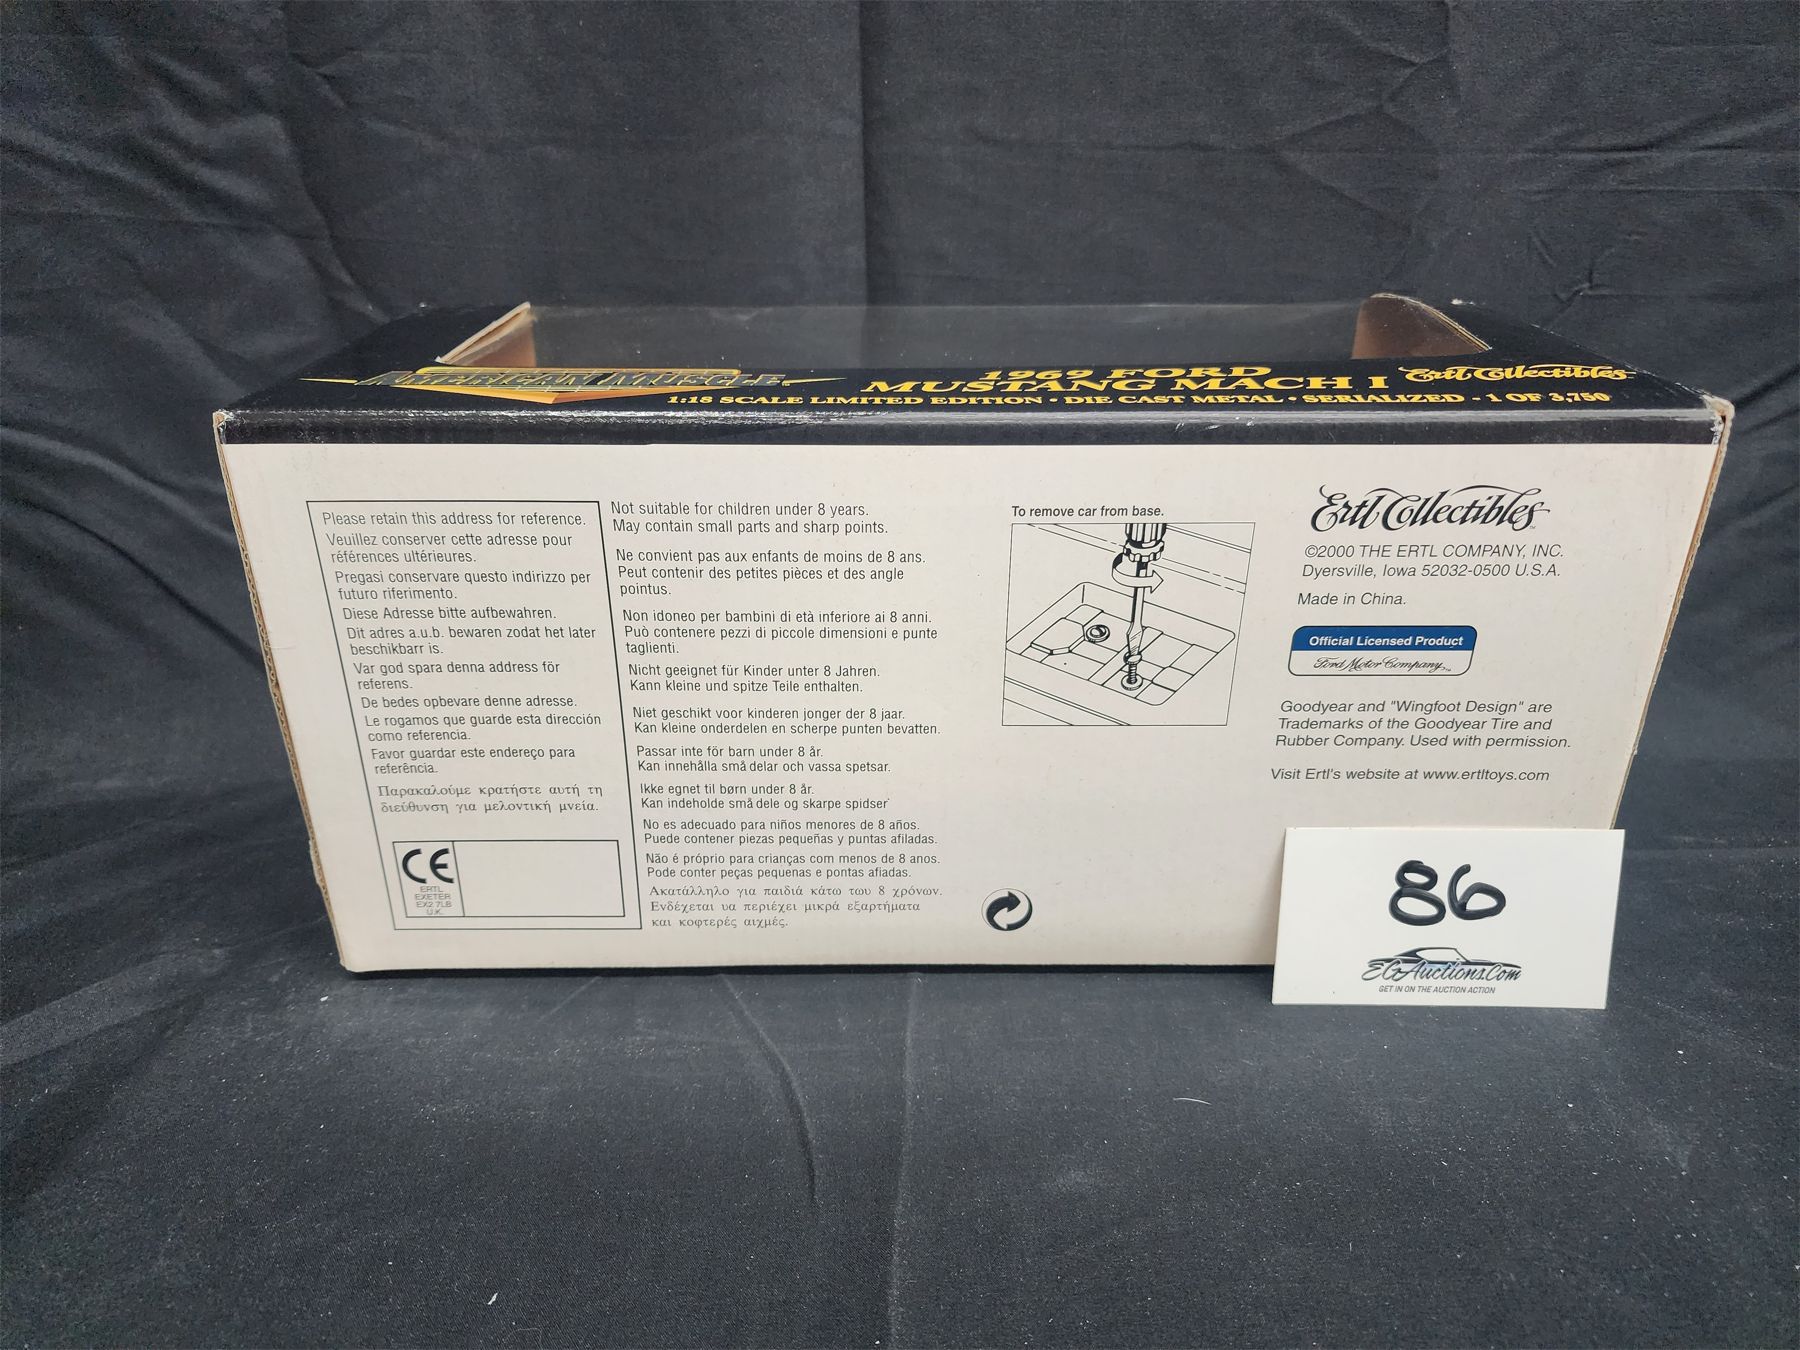 AMERICAN MUSCLE
1969 FORD
MUSTANG MACH I
Ertl Collectibles
1:18 SCALE LIMITED EDITION • DIE CAST METAL • SERIALIZED - 1 OF 3,750
Please retain this address for reference.
Veuillez conserver cette adresse pour
références ultérieures.
Pregasi conservare questo indirizzo per
futuro riferimento.
Diese Adresse bitte aufbewahren.
Dit adres a.u.b. bewaren zodat het later
beschikbarr is.
Var god spara denna address för
referens.
De bedes opbevare denne adresse.
Le rogamos que guarde esta dirección
como referencia.
Favor guardar este endereço para
referência.
Παρακαλούμε κρατήστε αυτή τη
διεύθυνση για μελοντική μνεία.
CE
ERTL
EXETER
EX2 7LB
U.K.
Not suitable for children under 8 years.
May contain small parts and sharp points.
Ne convient pas aux enfants de moins de 8 ans.
Peut contenir des petites pièces et des angle
pointus.
Non idoneo per bambini di età inferiore ai 8 anni.
Può contenere pezzi di piccole dimensioni e punte
taglienti.
Nicht geeignet für Kinder unter 8 Jahren.
Kann kleine und spitze Teile enthalten.
Niet geschikt voor kinderen jonger der 8 jaar.
Kan kleine onderdelen en scherpe punten bevatten.
Passar inte för barn under 8 år.
Kan innehålla små delar och vassa spetsar.
Ikke egnet til børn under 8 år.
Kan indeholde små dele og skarpe spidser
No es adecuado para niños menores de 8 años.
Puede contener piezas pequeñas y puntas afiladas.
Não é próprio para crianças com menos de 8 anos.
Pode conter peças pequenas e pontas afiadas.
Ακατάλληλο για παιδιά κάτω του 8 χρόνων.
Ενδέχεται να περιέχει μικρά εξαρτήματα
και κοφτερές αιχμές.
To remove car from base.
Ertl Collectibles
©2000 THE ERTL COMPANY, INC.
Dyersville, Iowa 52032-0500 U.S.A.
Made in China.
Official Licensed Product
Ford Motor Company™
Goodyear and "Wingfoot Design" are
Trademarks of the Goodyear Tire and
Rubber Company. Used with permission.
Visit Ertl's website at www.ertltoys.com
86
EGAuctions.Com
GET IN ON THE AUCTION ACTION